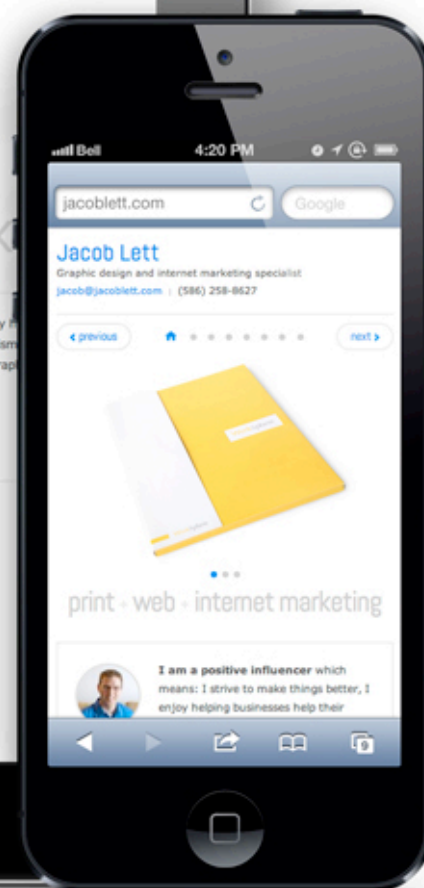 Bell 4:20 PM
jacoblett.com Google
Jacob Lett
Graphic design and internet marketing specialist
jacob@jacoblett.com | (586) 258-8627
previous next
print + web + internet marketing
I am a positive influencer which
means: I strive to make things better, I
enjoy helping businesses help their
9